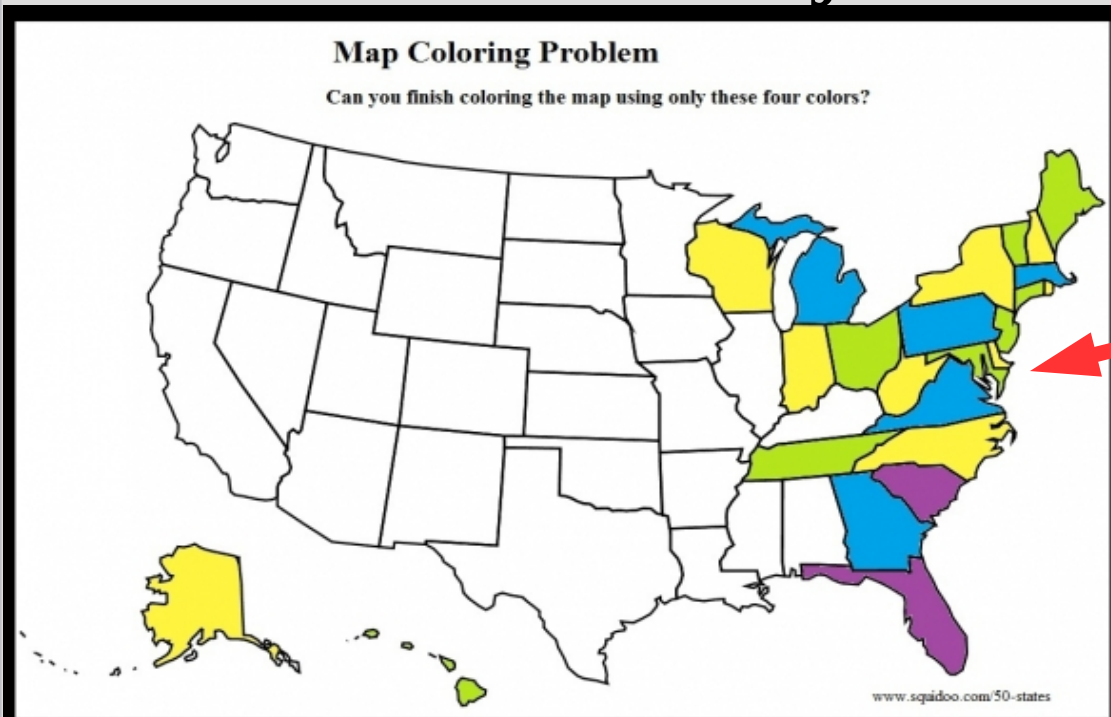 Map Coloring Problem
Can you finish coloring the map using only these four colors?
www.squidoo.com/50-states